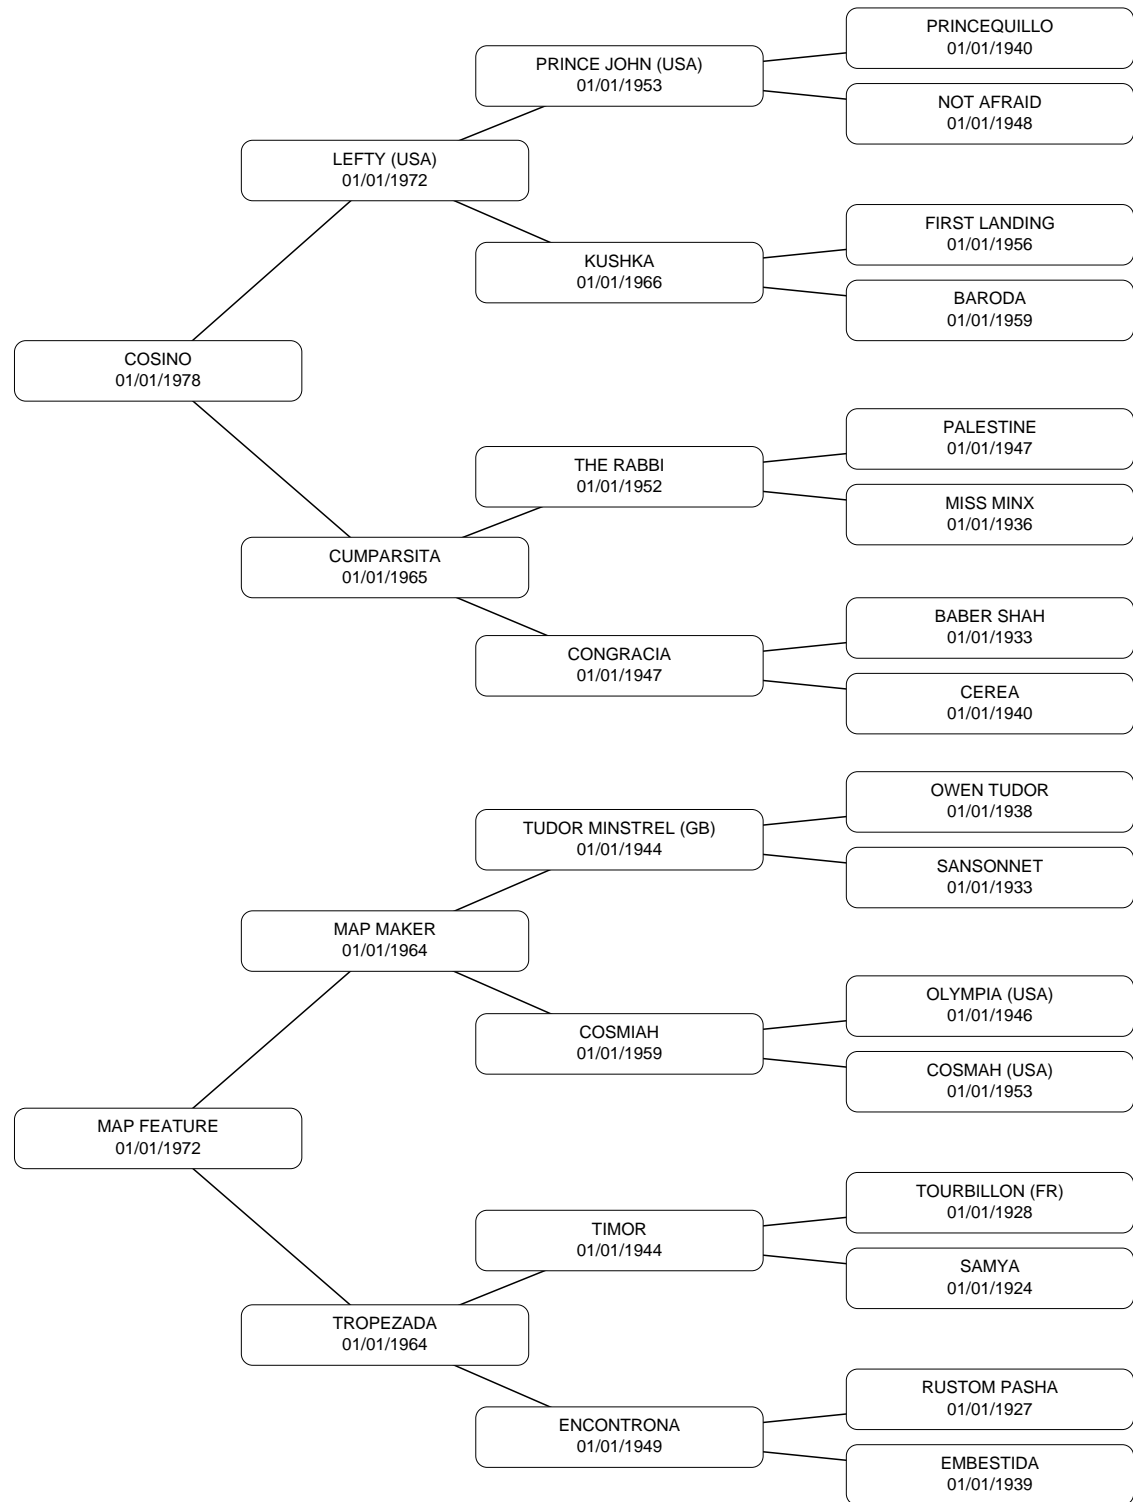 PRINCEQUILLO
01/01/1940
PRINCE JOHN (USA)
01/01/1953
NOT AFRAID
01/01/1948
LEFTY (USA)
01/01/1972
FIRST LANDING
01/01/1956
KUSHKA
01/01/1966
BARODA
01/01/1959
COSINO
01/01/1978
PALESTINE
01/01/1947
THE RABBI
01/01/1952
MISS MINX
01/01/1936
CUMPARSITA
01/01/1965
BABER SHAH
01/01/1933
CONGRACIA
01/01/1947
CEREA
01/01/1940
OWEN TUDOR
01/01/1938
TUDOR MINSTREL (GB)
01/01/1944
SANSONNET
01/01/1933
MAP MAKER
01/01/1964
OLYMPIA (USA)
01/01/1946
COSMIAH
01/01/1959
COSMAH (USA)
01/01/1953
MAP FEATURE
01/01/1972
TOURBILLON (FR)
01/01/1928
TIMOR
01/01/1944
SAMYA
01/01/1924
TROPEZADA
01/01/1964
RUSTOM PASHA
01/01/1927
ENCONTRONA
01/01/1949
EMBESTIDA
01/01/1939